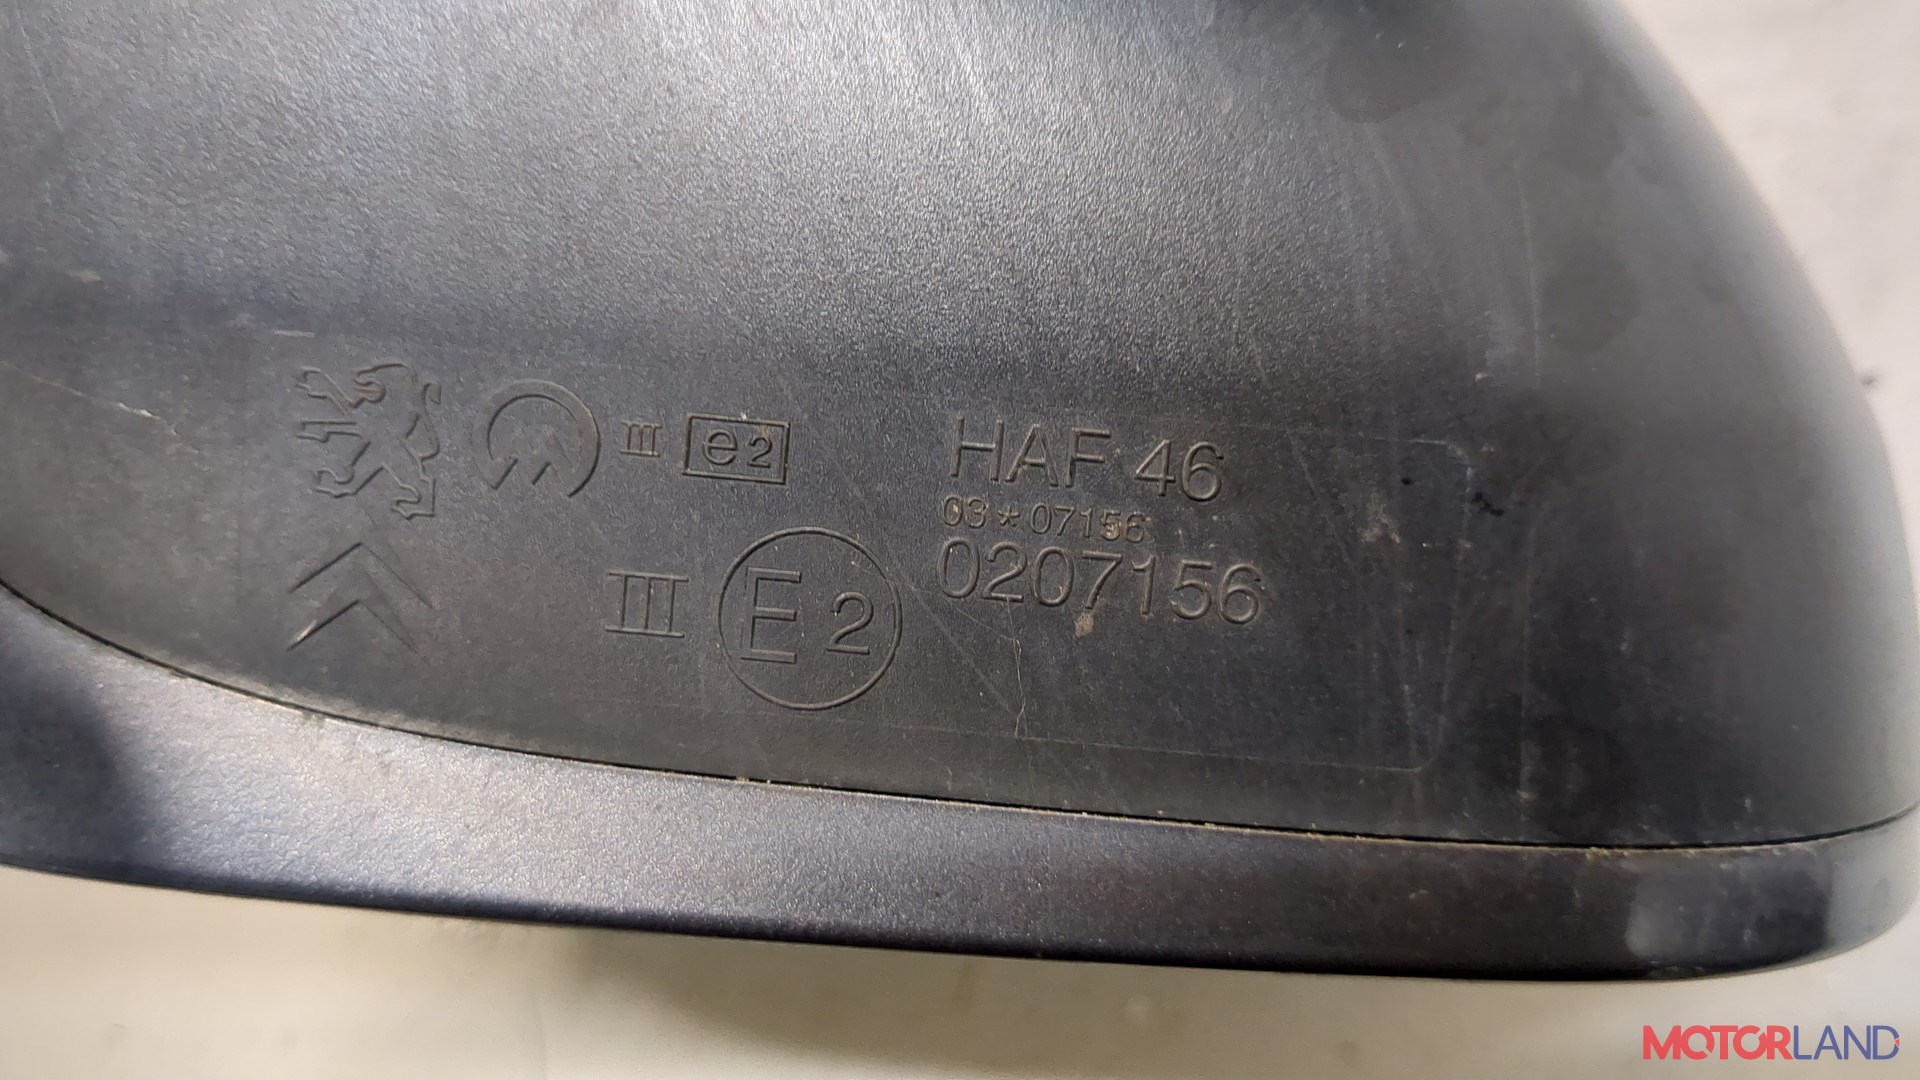 III e2 HAF 46
03*07156
0207156
III E2
MOTORLAND